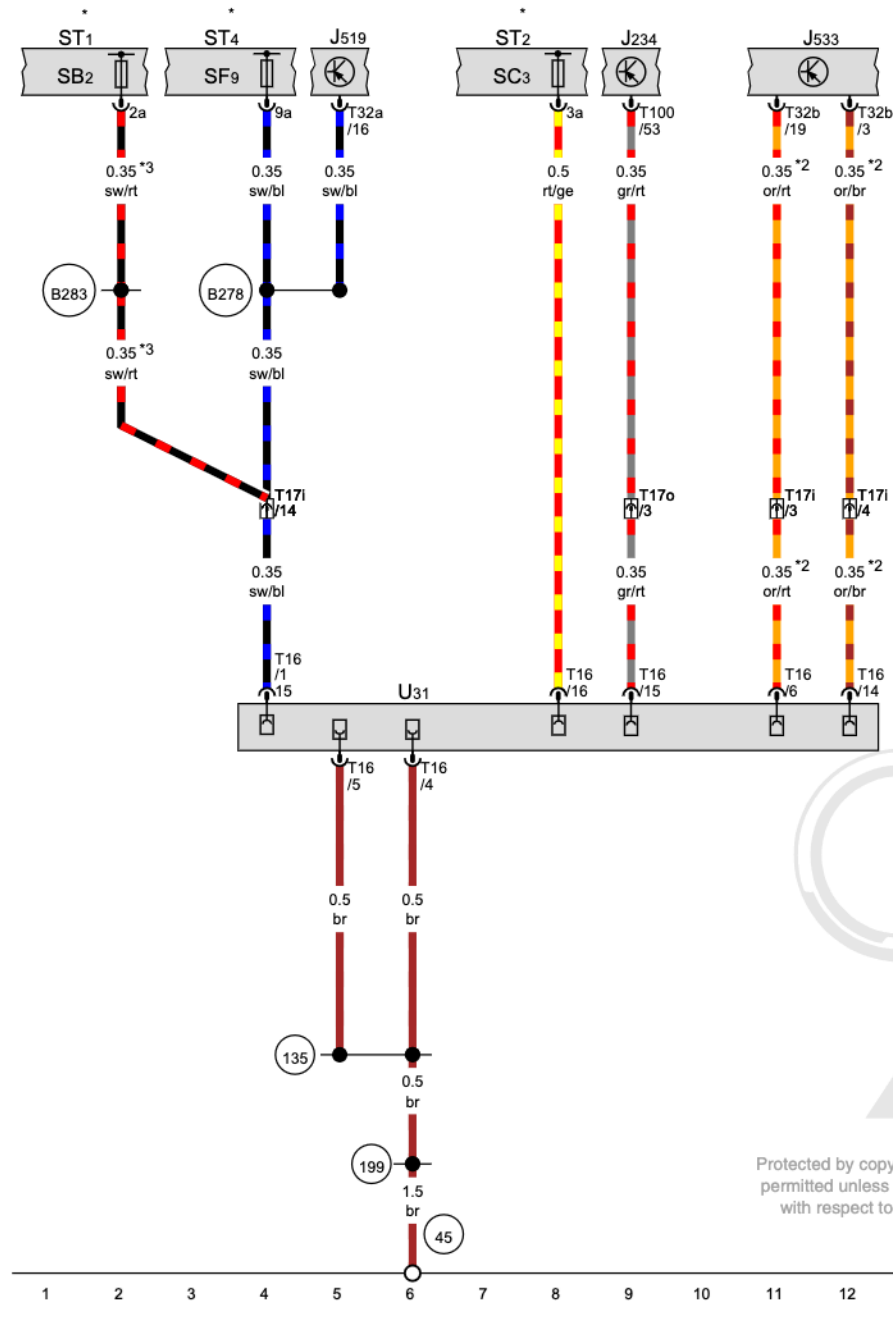 * * *
ST1 ST4 J519 ST2 J234 J533
SB2 SF9 SC3
2a 9a T32a 3a T100 T32b T32b
/16 /53 /19 /3
0.35 *3 0.35 0.35 0.5 0.35 0.35 *2 0.35 *2
sw/rt sw/bl sw/bl rt/ge gr/rt or/rt or/br
B283 B278
0.35 *3 0.35
sw/rt sw/bl
T17i T17o T17i T17i
/14 /3 /3 /4
0.35 0.35 0.35 *2 0.35 *2
sw/bl gr/rt or/rt or/br
T16 T16 T16 T16 T16
/1 /16 /15 /6 /14
15
U31
T16 T16
/5 /4
0.5 0.5
br br
135
0.5
br
199
1.5
br
45
Protected by copy
permitted unless
with respect to
1 2 3 4 5 6 7 8 9 10 11 12